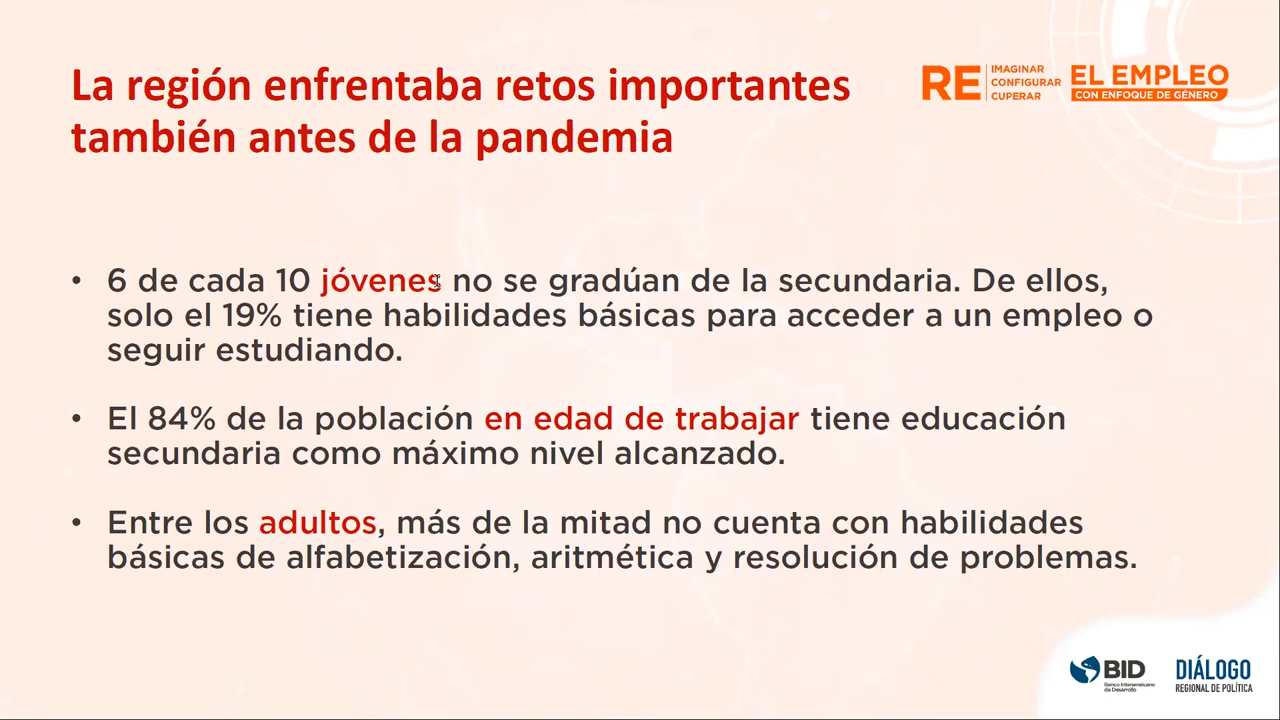 La región enfrentaba retos importantes
también antes de la pandemia
RE IMAGINAR
CONFIGURAR
CUPERAR
EL EMPLEO
CON ENFOQUE DE GÉNERO
• 6 de cada 10 jóvenes no se gradúan de la secundaria. De ellos,
solo el 19% tiene habilidades básicas para acceder a un empleo o
seguir estudiando.
• El 84% de la población en edad de trabajar tiene educación
secundaria como máximo nivel alcanzado.
• Entre los adultos, más de la mitad no cuenta con habilidades
básicas de alfabetización, aritmética y resolución de problemas.
BID
Banco Interamericano
de Desarrollo
DIÁLOGO
REGIONAL DE POLÍTICA